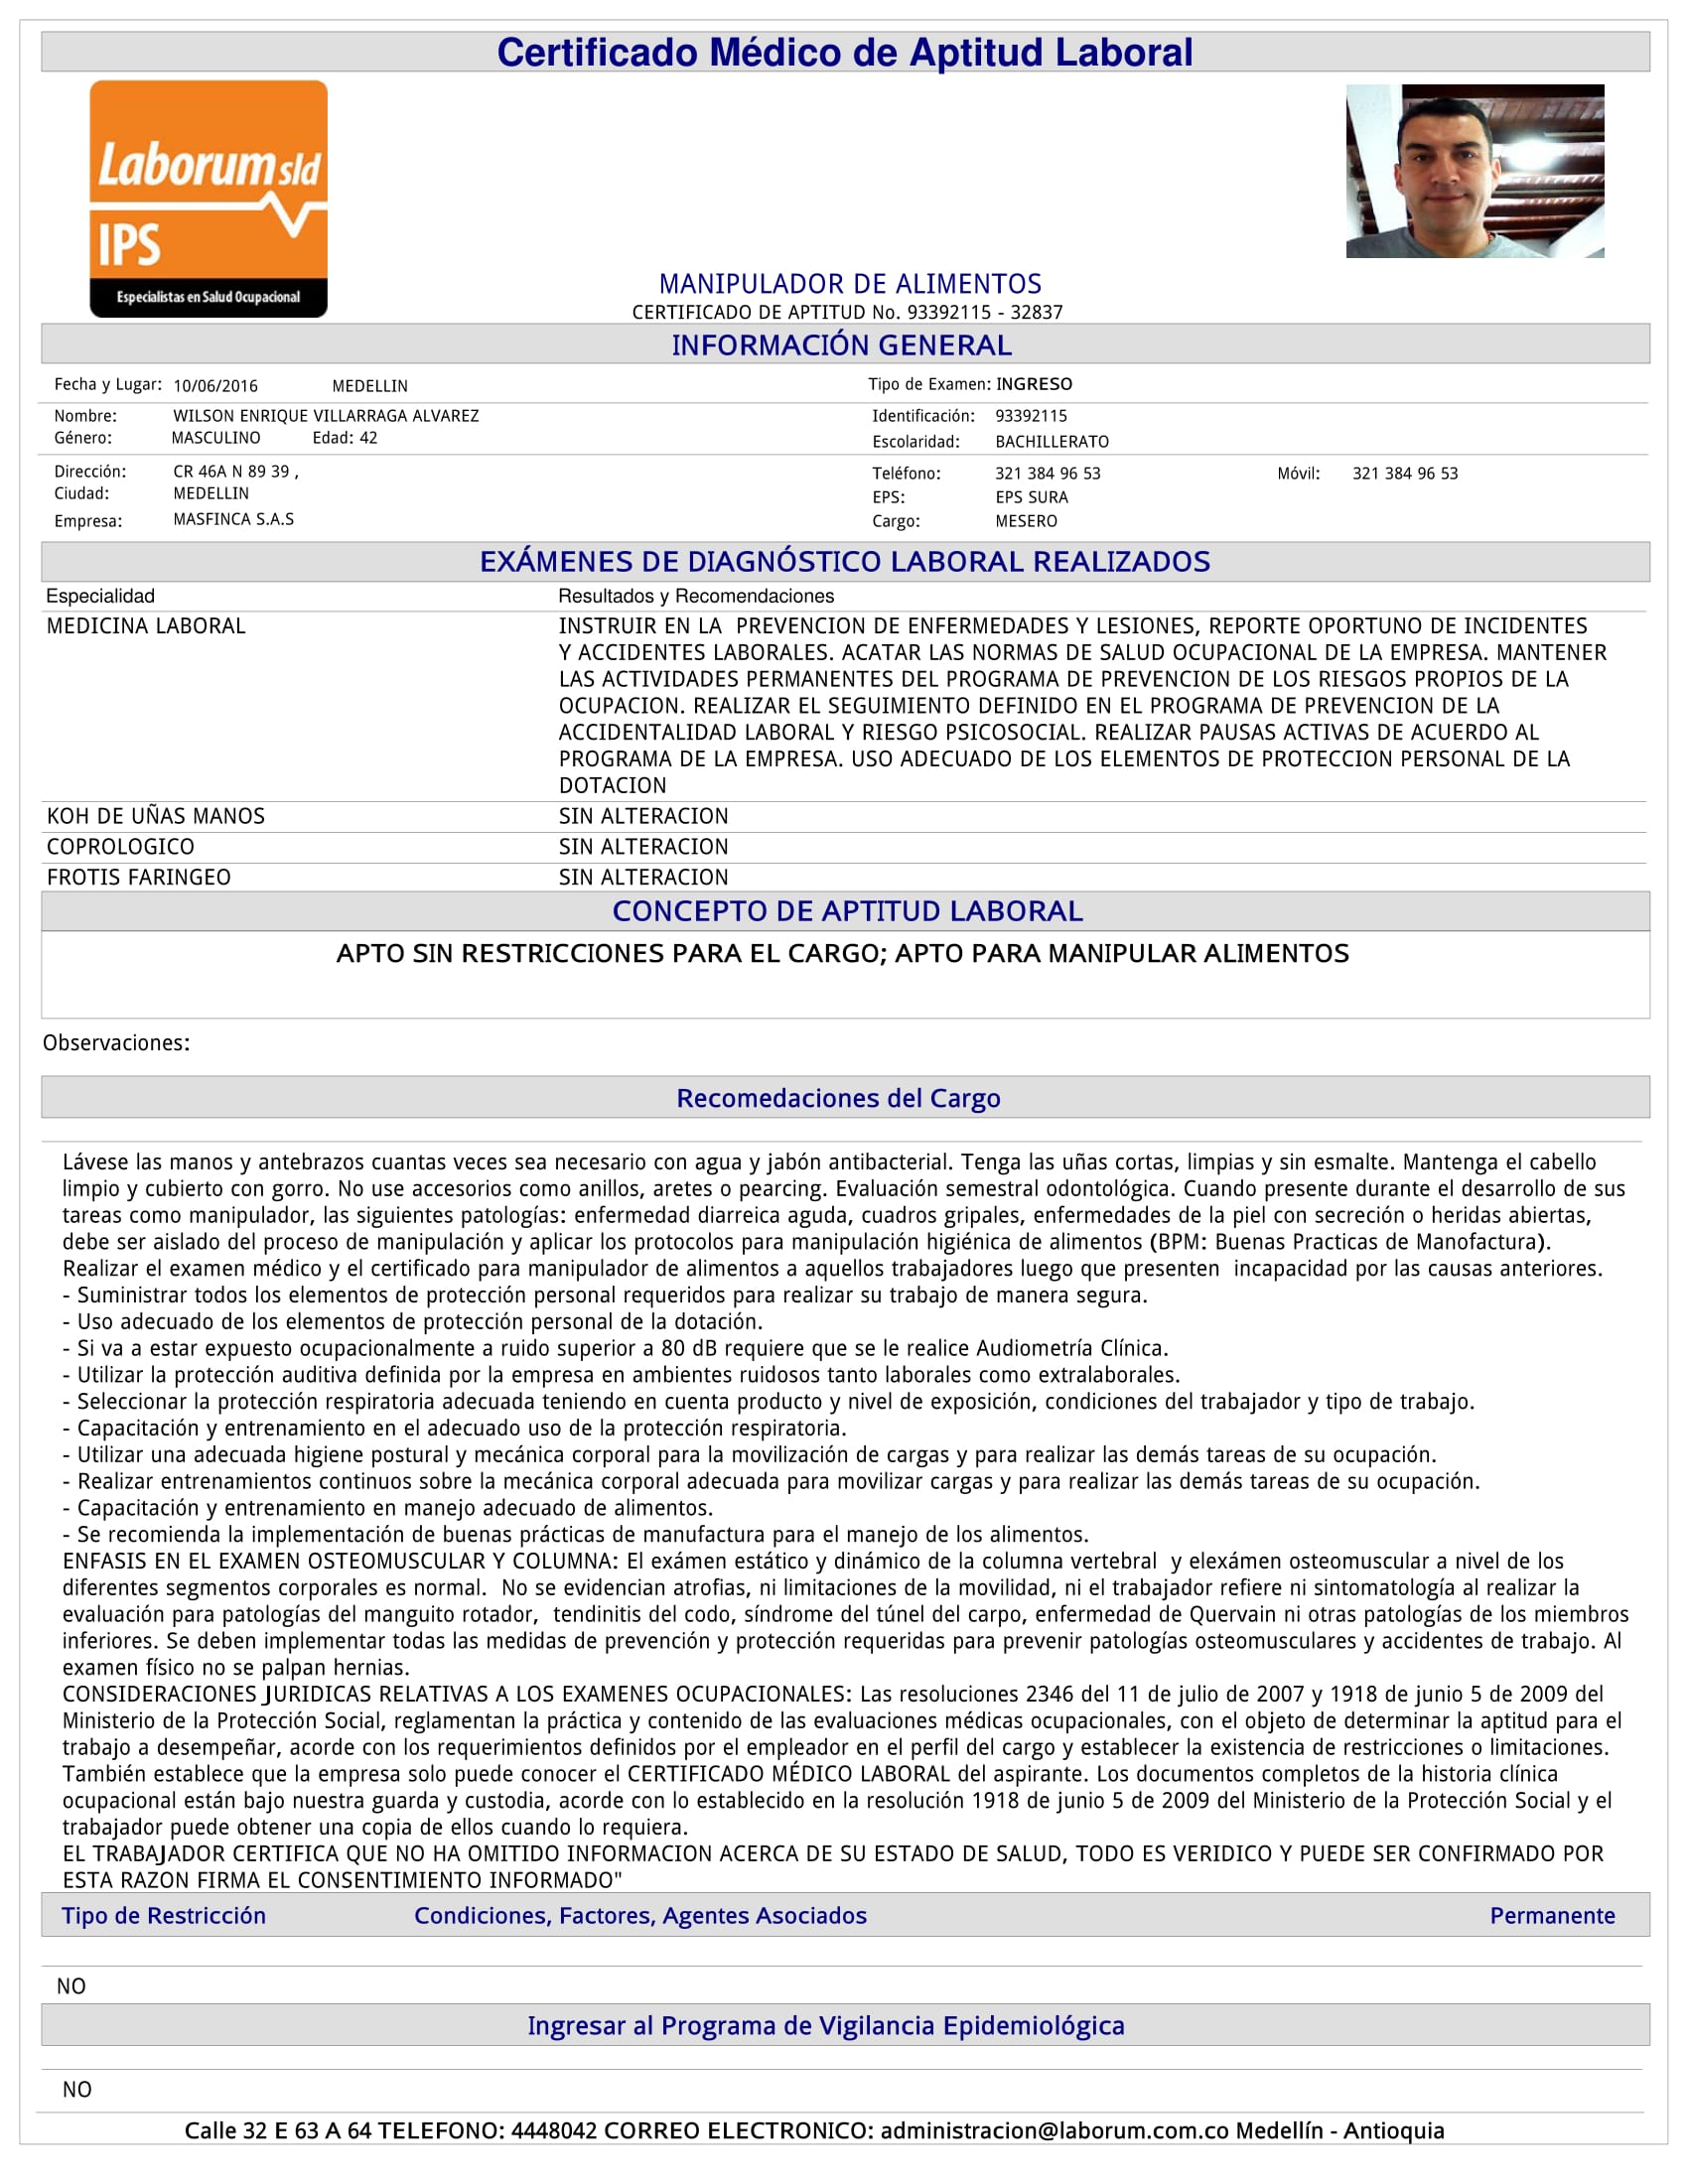 Certificado Médico de Aptitud Laboral
Laborum sld
IPS
Especialistas en Salud Ocupacional
MANIPULADOR DE ALIMENTOS
CERTIFICADO DE APTITUD No. 93392115 - 32837
INFORMACIÓN GENERAL
Fecha y Lugar: 10/06/2016 MEDELLIN Tipo de Examen: INGRESO
Nombre: WILSON ENRIQUE VILLARRAGA ALVAREZ Identificación: 93392115
Género: MASCULINO Edad: 42 Escolaridad: BACHILLERATO
Dirección: CR 46A N 89 39 , Teléfono: 321 384 96 53 Móvil: 321 384 96 53
Ciudad: MEDELLIN EPS: EPS SURA
Empresa: MASFINCA S.A.S Cargo: MESERO
EXÁMENES DE DIAGNÓSTICO LABORAL REALIZADOS
Especialidad Resultados y Recomendaciones
MEDICINA LABORAL INSTRUIR EN LA PREVENCION DE ENFERMEDADES Y LESIONES, REPORTE OPORTUNO DE INCIDENTES
Y ACCIDENTES LABORALES. ACATAR LAS NORMAS DE SALUD OCUPACIONAL DE LA EMPRESA. MANTENER
LAS ACTIVIDADES PERMANENTES DEL PROGRAMA DE PREVENCION DE LOS RIESGOS PROPIOS DE LA
OCUPACION. REALIZAR EL SEGUIMIENTO DEFINIDO EN EL PROGRAMA DE PREVENCION DE LA
ACCIDENTALIDAD LABORAL Y RIESGO PSICOSOCIAL. REALIZAR PAUSAS ACTIVAS DE ACUERDO AL
PROGRAMA DE LA EMPRESA. USO ADECUADO DE LOS ELEMENTOS DE PROTECCION PERSONAL DE LA
DOTACION
KOH DE UÑAS MANOS SIN ALTERACION
COPROLOGICO SIN ALTERACION
FROTIS FARINGEO SIN ALTERACION
CONCEPTO DE APTITUD LABORAL
APTO SIN RESTRICCIONES PARA EL CARGO; APTO PARA MANIPULAR ALIMENTOS
Observaciones:
Recomedaciones del Cargo
Lávese las manos y antebrazos cuantas veces sea necesario con agua y jabón antibacterial. Tenga las uñas cortas, limpias y sin esmalte. Mantenga el cabello
limpio y cubierto con gorro. No use accesorios como anillos, aretes o pearcing. Evaluación semestral odontológica. Cuando presente durante el desarrollo de sus
tareas como manipulador, las siguientes patologías: enfermedad diarreica aguda, cuadros gripales, enfermedades de la piel con secreción o heridas abiertas,
debe ser aislado del proceso de manipulación y aplicar los protocolos para manipulación higiénica de alimentos (BPM: Buenas Practicas de Manofactura).
Realizar el examen médico y el certificado para manipulador de alimentos a aquellos trabajadores luego que presenten incapacidad por las causas anteriores.
- Suministrar todos los elementos de protección personal requeridos para realizar su trabajo de manera segura.
- Uso adecuado de los elementos de protección personal de la dotación.
- Si va a estar expuesto ocupacionalmente a ruido superior a 80 dB requiere que se le realice Audiometría Clínica.
- Utilizar la protección auditiva definida por la empresa en ambientes ruidosos tanto laborales como extralaborales.
- Seleccionar la protección respiratoria adecuada teniendo en cuenta producto y nivel de exposición, condiciones del trabajador y tipo de trabajo.
- Capacitación y entrenamiento en el adecuado uso de la protección respiratoria.
- Utilizar una adecuada higiene postural y mecánica corporal para la movilización de cargas y para realizar las demás tareas de su ocupación.
- Realizar entrenamientos continuos sobre la mecánica corporal adecuada para movilizar cargas y para realizar las demás tareas de su ocupación.
- Capacitación y entrenamiento en manejo adecuado de alimentos.
- Se recomienda la implementación de buenas prácticas de manufactura para el manejo de los alimentos.
ENFASIS EN EL EXAMEN OSTEOMUSCULAR Y COLUMNA: El exámen estático y dinámico de la columna vertebral y elexámen osteomuscular a nivel de los
diferentes segmentos corporales es normal. No se evidencian atrofias, ni limitaciones de la movilidad, ni el trabajador refiere ni sintomatología al realizar la
evaluación para patologías del manguito rotador, tendinitis del codo, síndrome del túnel del carpo, enfermedad de Quervain ni otras patologías de los miembros
inferiores. Se deben implementar todas las medidas de prevención y protección requeridas para prevenir patologías osteomusculares y accidentes de trabajo. Al
examen físico no se palpan hernias.
CONSIDERACIONES JURIDICAS RELATIVAS A LOS EXAMENES OCUPACIONALES: Las resoluciones 2346 del 11 de julio de 2007 y 1918 de junio 5 de 2009 del
Ministerio de la Protección Social, reglamentan la práctica y contenido de las evaluaciones médicas ocupacionales, con el objeto de determinar la aptitud para el
trabajo a desempeñar, acorde con los requerimientos definidos por el empleador en el perfil del cargo y establecer la existencia de restricciones o limitaciones.
También establece que la empresa solo puede conocer el CERTIFICADO MÉDICO LABORAL del aspirante. Los documentos completos de la historia clínica
ocupacional están bajo nuestra guarda y custodia, acorde con lo establecido en la resolución 1918 de junio 5 de 2009 del Ministerio de la Protección Social y el
trabajador puede obtener una copia de ellos cuando lo requiera.
EL TRABAJADOR CERTIFICA QUE NO HA OMITIDO INFORMACION ACERCA DE SU ESTADO DE SALUD, TODO ES VERIDICO Y PUEDE SER CONFIRMADO POR
ESTA RAZON FIRMA EL CONSENTIMIENTO INFORMADO"
Tipo de Restricción Condiciones, Factores, Agentes Asociados Permanente
NO
Ingresar al Programa de Vigilancia Epidemiológica
NO
Calle 32 E 63 A 64 TELEFONO: 4448042 CORREO ELECTRONICO: administracion@laborum.com.co Medellín - Antioquia